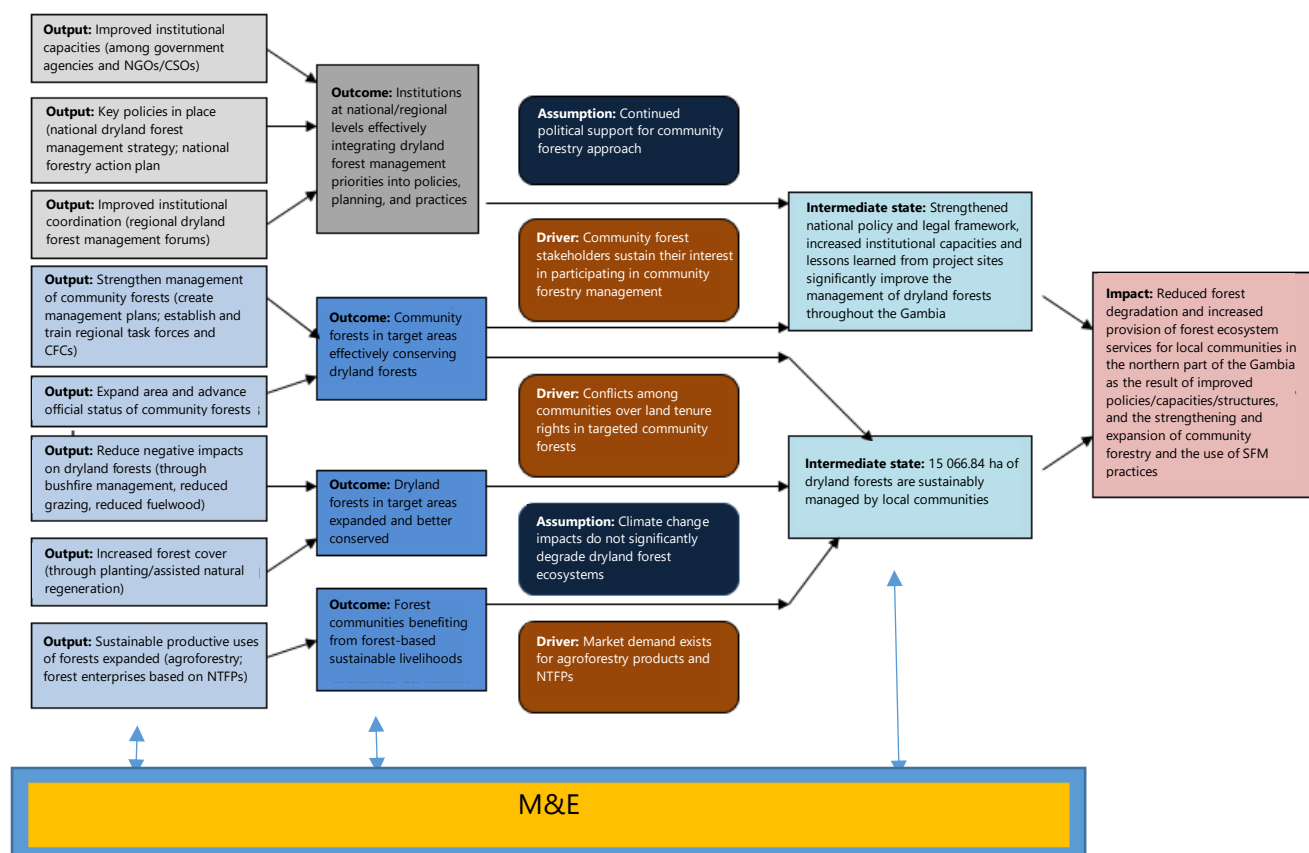 Output: Improved institutional
capacities (among government
agencies and NGOs/CSOs)
Output: Key policies in place
(national dryland forest
management strategy; national
forestry action plan
Output: Improved institutional
coordination (regional dryland
forest management forums)
Output: Strengthen management
of community forests (create
management plans; establish and
train regional task forces and
CFCs)
Output: Expand area and advance
official status of community forests
Output: Reduce negative impacts
on dryland forests (through
bushfire management, reduced
grazing, reduced fuelwood)
Output: Increased forest cover
(through planting/assisted natural
regeneration)
Output: Sustainable productive uses
of forests expanded (agroforestry;
forest enterprises based on NTFPs)
Outcome: Institutions
at national/regional
levels effectively
integrating dryland
forest management
priorities into policies,
planning, and practices
Outcome: Community
forests in target areas
effectively conserving
dryland forests
Outcome: Dryland
forests in target areas
expanded and better
conserved
Outcome: Forest
communities benefiting
from forest-based
sustainable livelihoods
Assumption: Continued
political support for community
forestry approach
Driver: Community forest
stakeholders sustain their interest
in participating in community
forestry management
Driver: Conflicts among
communities over land tenure
rights in targeted community
forests
Assumption: Climate change
impacts do not significantly
degrade dryland forest
ecosystems
Driver: Market demand exists
for agroforestry products and
NTFPs
Intermediate state: Strengthened
national policy and legal framework,
increased institutional capacities and
lessons learned from project sites
significantly improve the
management of dryland forests
throughout the Gambia
Intermediate state: 15 066.84 ha of
dryland forests are sustainably
managed by local communities
Impact: Reduced forest
degradation and increased
provision of forest ecosystem
services for local communities in
the northern part of the Gambia
as the result of improved
policies/capacities/structures,
and the strengthening and
expansion of community
forestry and the use of SFM
practices
M&E